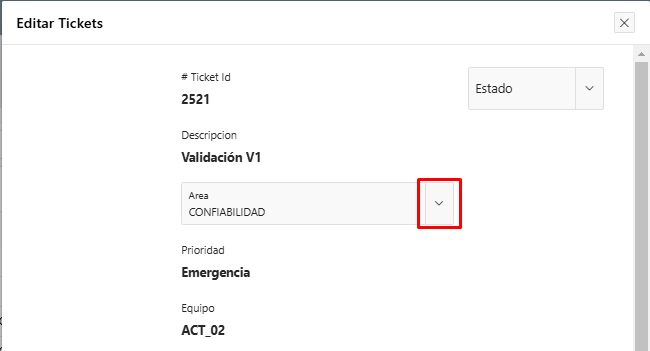 Editar Tickets
# Ticket Id
2521
Estado
Descripcion
Validación V1
Area
CONFIABILIDAD
Prioridad
Emergencia
Equipo
ACT_02